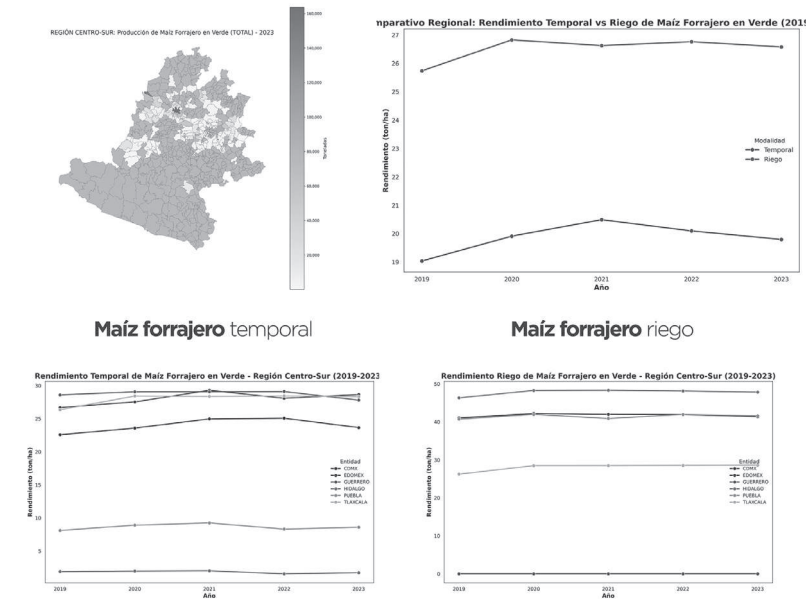 REGIÓN CENTRO-SUR: Producción de Maíz Forrajero en Verde (TOTAL) - 2023
160,000
140,000
120,000
100,000
80,000
60,000
40,000
20,000
Toneladas
mparativo Regional: Rendimiento Temporal vs Riego de Maíz Forrajero en Verde (2019
27
26
25
24
23
22
21
20
19
Rendimiento (ton/ha)
Modalidad
Temporal
Riego
2019 2020 2021 2022 2023
Año
Maíz forrajero temporal
Maíz forrajero riego
Rendimiento Temporal de Maíz Forrajero en Verde - Región Centro-Sur (2019-2023
30
25
20
15
10
5
Rendimiento (ton/ha)
Entidad
CDMX
EDOMEX
GUERRERO
HIDALGO
PUEBLA
TLAXCALA
2019 2020 2021 2022 2023
Año
Rendimiento Riego de Maíz Forrajero en Verde - Región Centro-Sur (2019-2023)
50
40
30
20
10
0
Rendimiento (ton/ha)
Entidad
CDMX
EDOMEX
GUERRERO
HIDALGO
PUEBLA
TLAXCALA
2019 2020 2021 2022 2023
Año